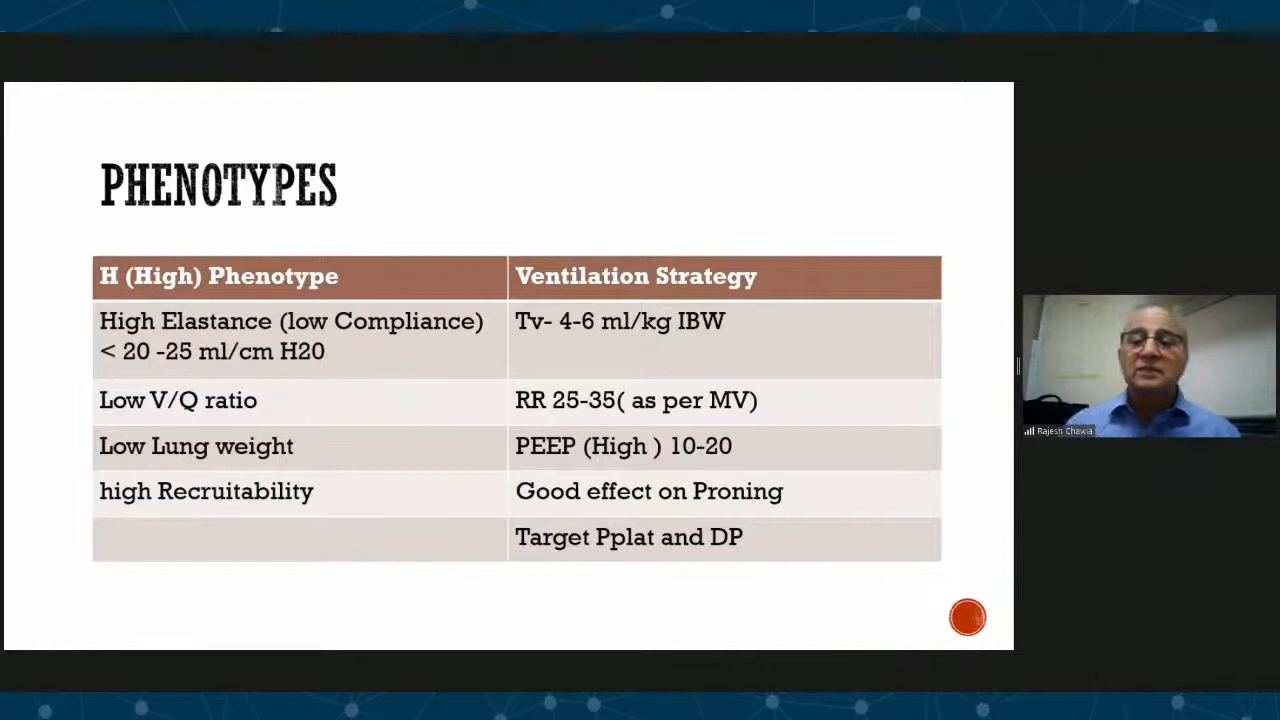 PHENOTYPES
H (High) Phenotype
Ventilation Strategy
High Elastance (low Compliance)
< 20 -25 ml/cm H20
Tv- 4-6 ml/kg IBW
Low V/Q ratio
RR 25-35( as per MV)
Low Lung weight
PEEP (High ) 10-20
high Recruitability
Good effect on Proning
Target Pplat and DP
Rajesh Chawla